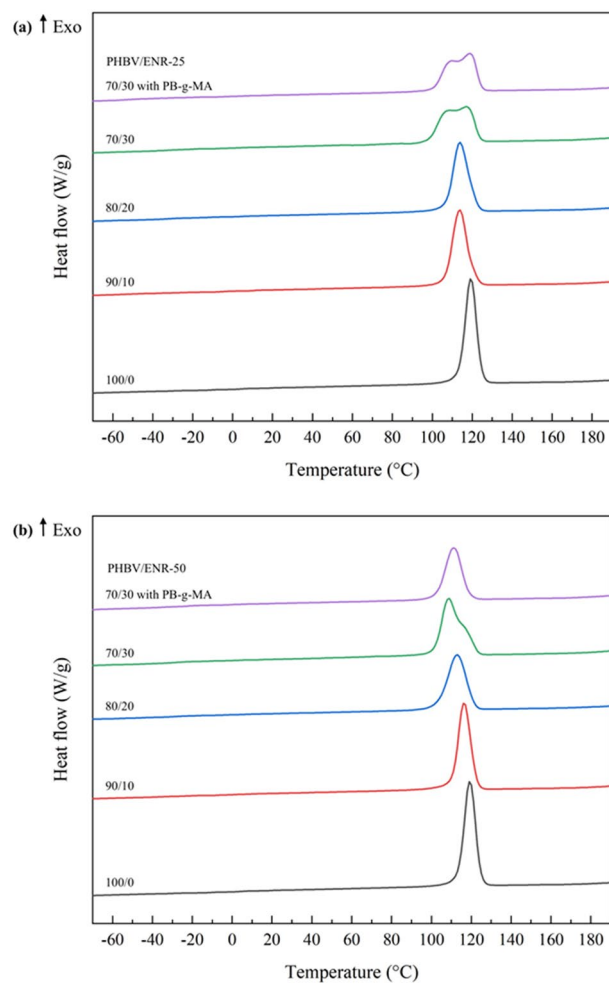 (a) ↑ Exo
PHBV/ENR-25
70/30 with PB-g-MA
70/30
80/20
90/10
100/0
Heat flow (W/g)
-60 -40 -20 0 20 40 60 80 100 120 140 160 180
Temperature (°C)
(b) ↑ Exo
PHBV/ENR-50
70/30 with PB-g-MA
70/30
80/20
90/10
100/0
Heat flow (W/g)
-60 -40 -20 0 20 40 60 80 100 120 140 160 180
Temperature (°C)